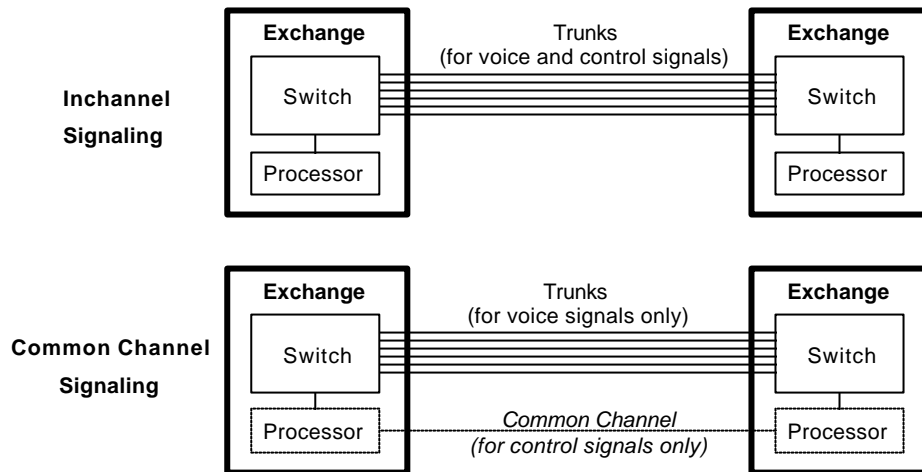 Exchange
Trunks
(for voice and control signals)
Exchange
Switch
Switch
Inchannel
Signaling
Processor
Processor
Exchange
Trunks
(for voice signals only)
Exchange
Common Channel
Signaling
Switch
Switch
Processor
Common Channel
(for control signals only)
Processor